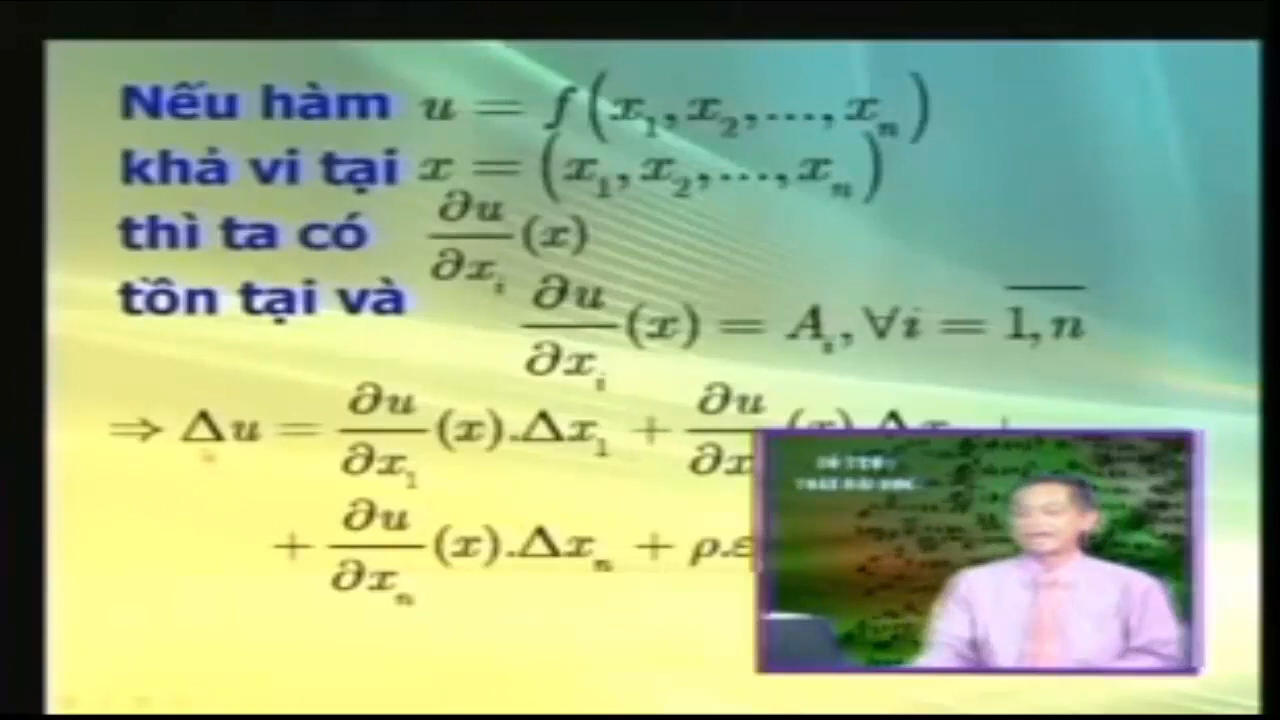 Nếu hàm u = f(x₁, x₂, ..., xₙ)
khả vi tại x = (x₁, x₂, ..., xₙ)
thì ta có ∂u/∂xᵢ (x)
tồn tại và ∂u/∂xᵢ (x) = Aᵢ, ∀i = 1,n
⇒ Δu = ∂u/∂x₁ (x).Δx₁ + ∂u/∂x
+ ∂u/∂xₙ (x).Δxₙ + ρ.ε